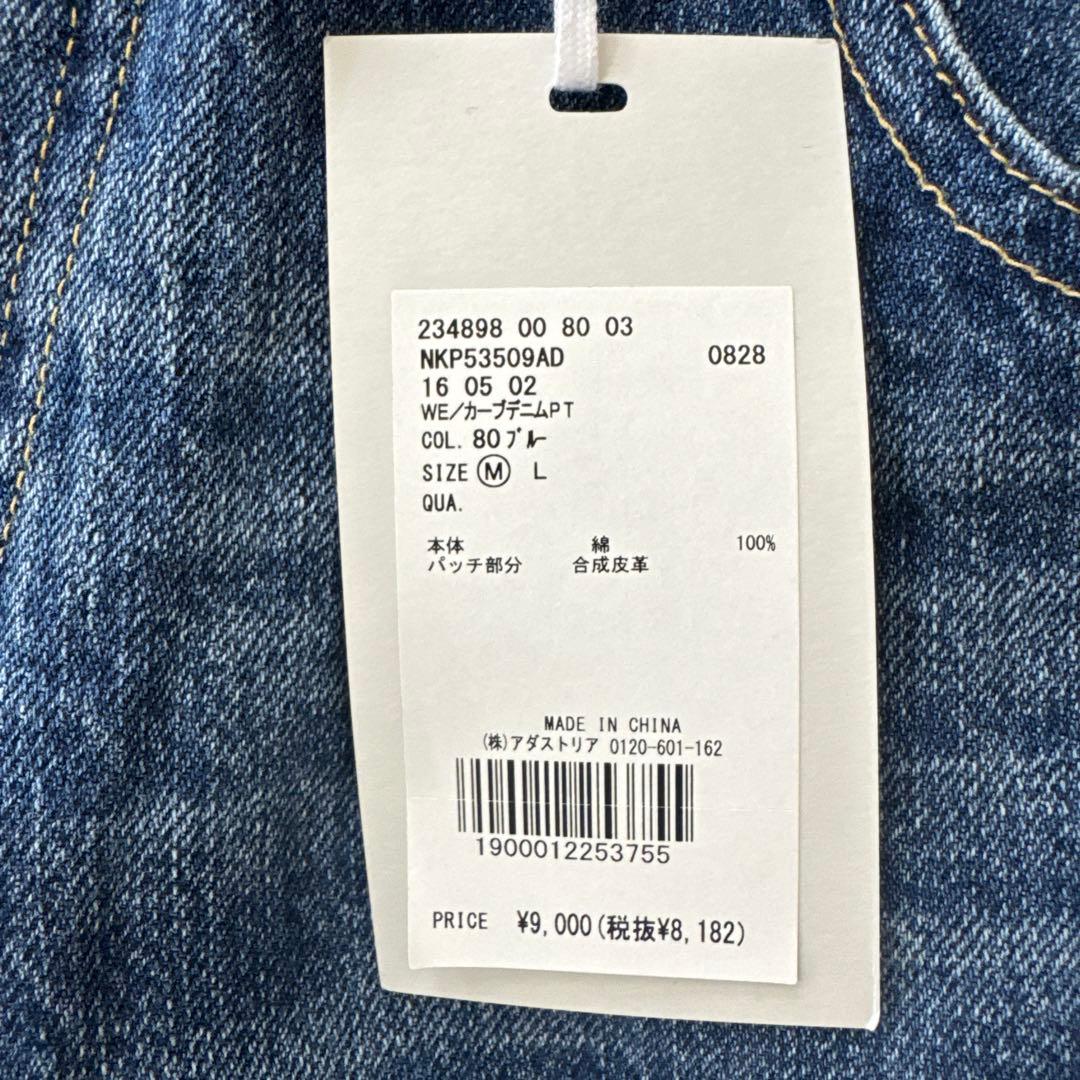 234898 00 80 03
NKP53509AD 0828
16 05 02
WE/カーブデニムPT
COL. 80ブルー
SIZE Ⓜ L
QUA.
本体 綿 100%
パッチ部分 合成皮革
MADE IN CHINA
(株)アダストリア 0120-601-162
1900012253755
PRICE ¥9,000(税抜¥8,182)